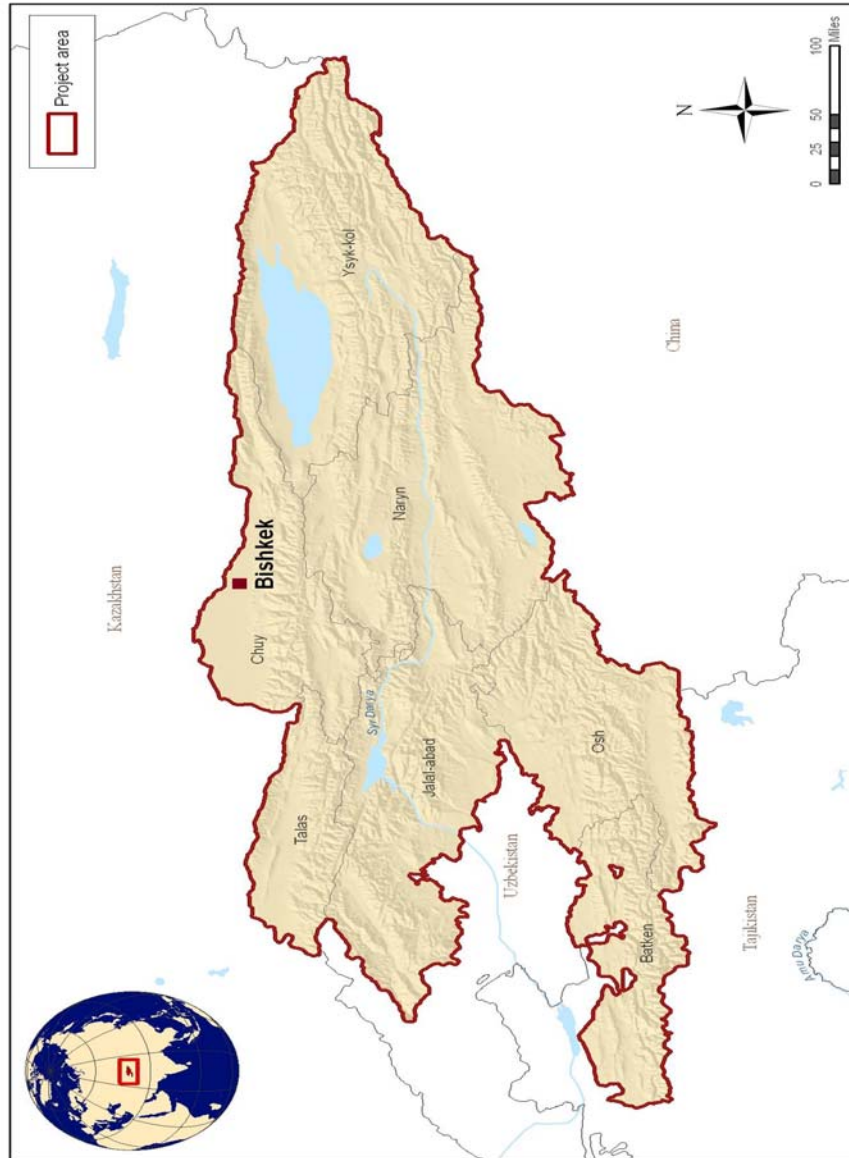 Project area
Kazakhstan
Bishkek
Chuy
Ysyk-kol
Talas
Syr Darya
Naryn
Jalal-abad
Uzbekistan
Osh
China
Batken
Tajikistan
Amu Darya
N
0 25 50 100
Miles